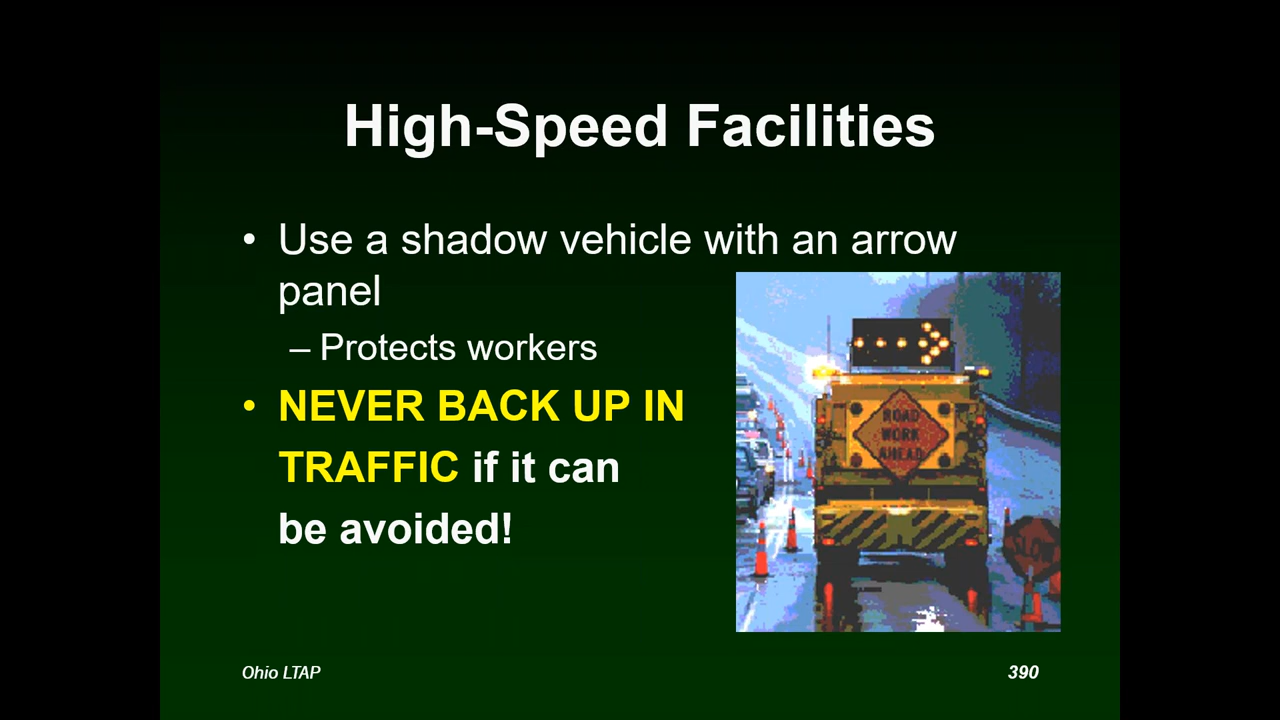 High-Speed Facilities
• Use a shadow vehicle with an arrow
panel
– Protects workers
• NEVER BACK UP IN
TRAFFIC if it can
be avoided!
ROAD
WORK
AHEAD
Ohio LTAP
390